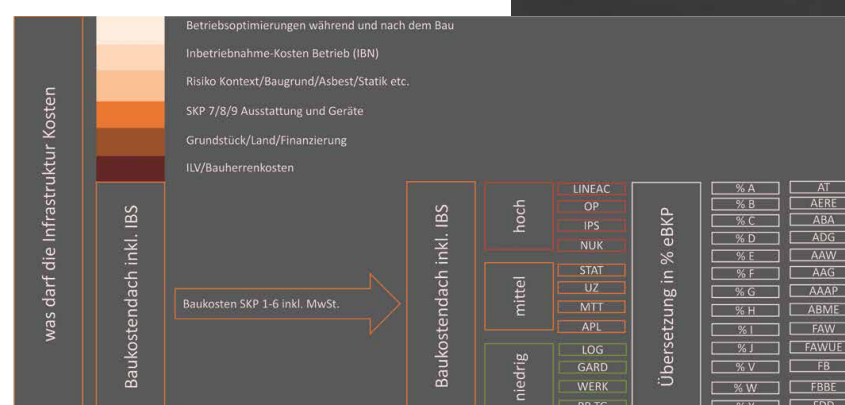 was darf die Infrastruktur Kosten
Betriebsoptimierungen während und nach dem Bau
Inbetriebnahme-Kosten Betrieb (IBN)
Risiko Kontext/Baugrund/Asbest/Statik etc.
SKP 7/8/9 Ausstattung und Geräte
Grundstück/Land/Finanzierung
ILV/Bauherrenkosten
Baukostendach inkl. IBS
Baukosten SKP 1-6 inkl. MwSt.
Baukostendach inkl. IBS
hoch
LINEAC
OP
IPS
NUK
mittel
STAT
UZ
MTT
APL
niedrig
LOG
GARD
WERK
Übersetzung in % eBKP
% A
% B
% C
% D
% E
% F
% G
% H
% I
% J
% V
% W
AT
AERE
ABA
ADG
AAW
AAG
AAAP
ABME
FAW
FAWUE
FB
FBBE